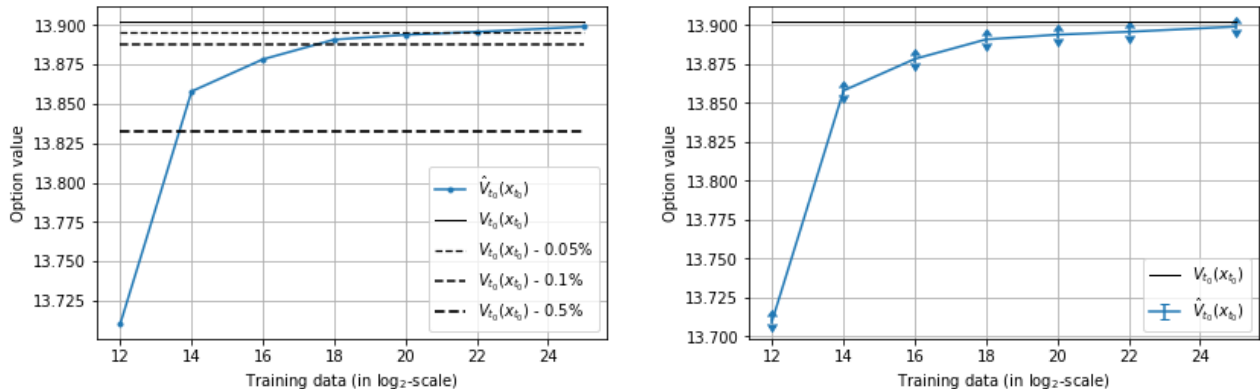 13.900
13.875
13.850
13.825
13.800
13.775
13.750
13.725
Option value
12 14 16 18 20 22 24
Training data (in log₂-scale)
V̂ₜ₀(xₜ₀)
Vₜ₀(xₜ₀)
Vₜ₀(xₜ₀) - 0.05%
Vₜ₀(xₜ₀) - 0.1%
Vₜ₀(xₜ₀) - 0.5%
13.900
13.875
13.850
13.825
13.800
13.775
13.750
13.725
13.700
Option value
12 14 16 18 20 22 24
Training data (in log₂-scale)
Vₜ₀(xₜ₀)
V̂ₜ₀(xₜ₀)